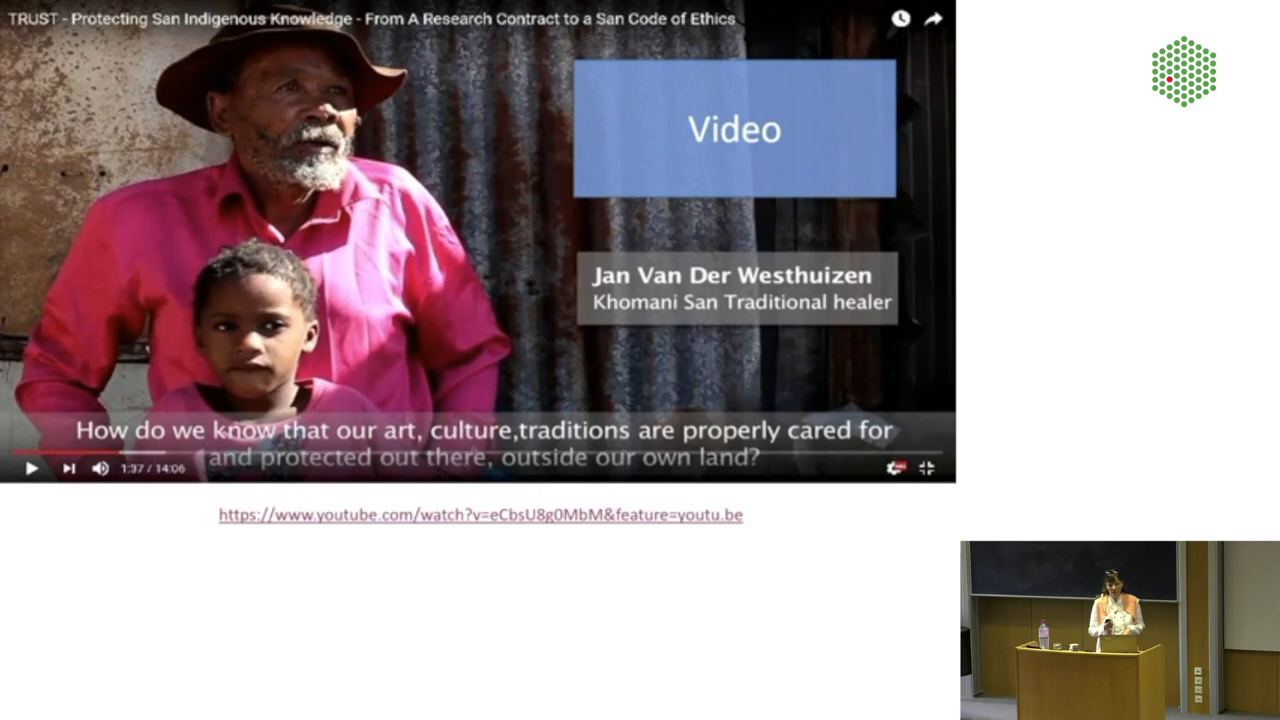 TRUST - Protecting San Indigenous Knowledge - From A Research Contract to a San Code of Ethics
Video
Jan Van Der Westhuizen
Khomani San Traditional healer
How do we know that our art, culture,traditions are properly cared for
and protected out there, outside our own land?
1:37 / 14:06
https://www.youtube.com/watch?v=eCbsU8g0MbM&feature=youtu.be